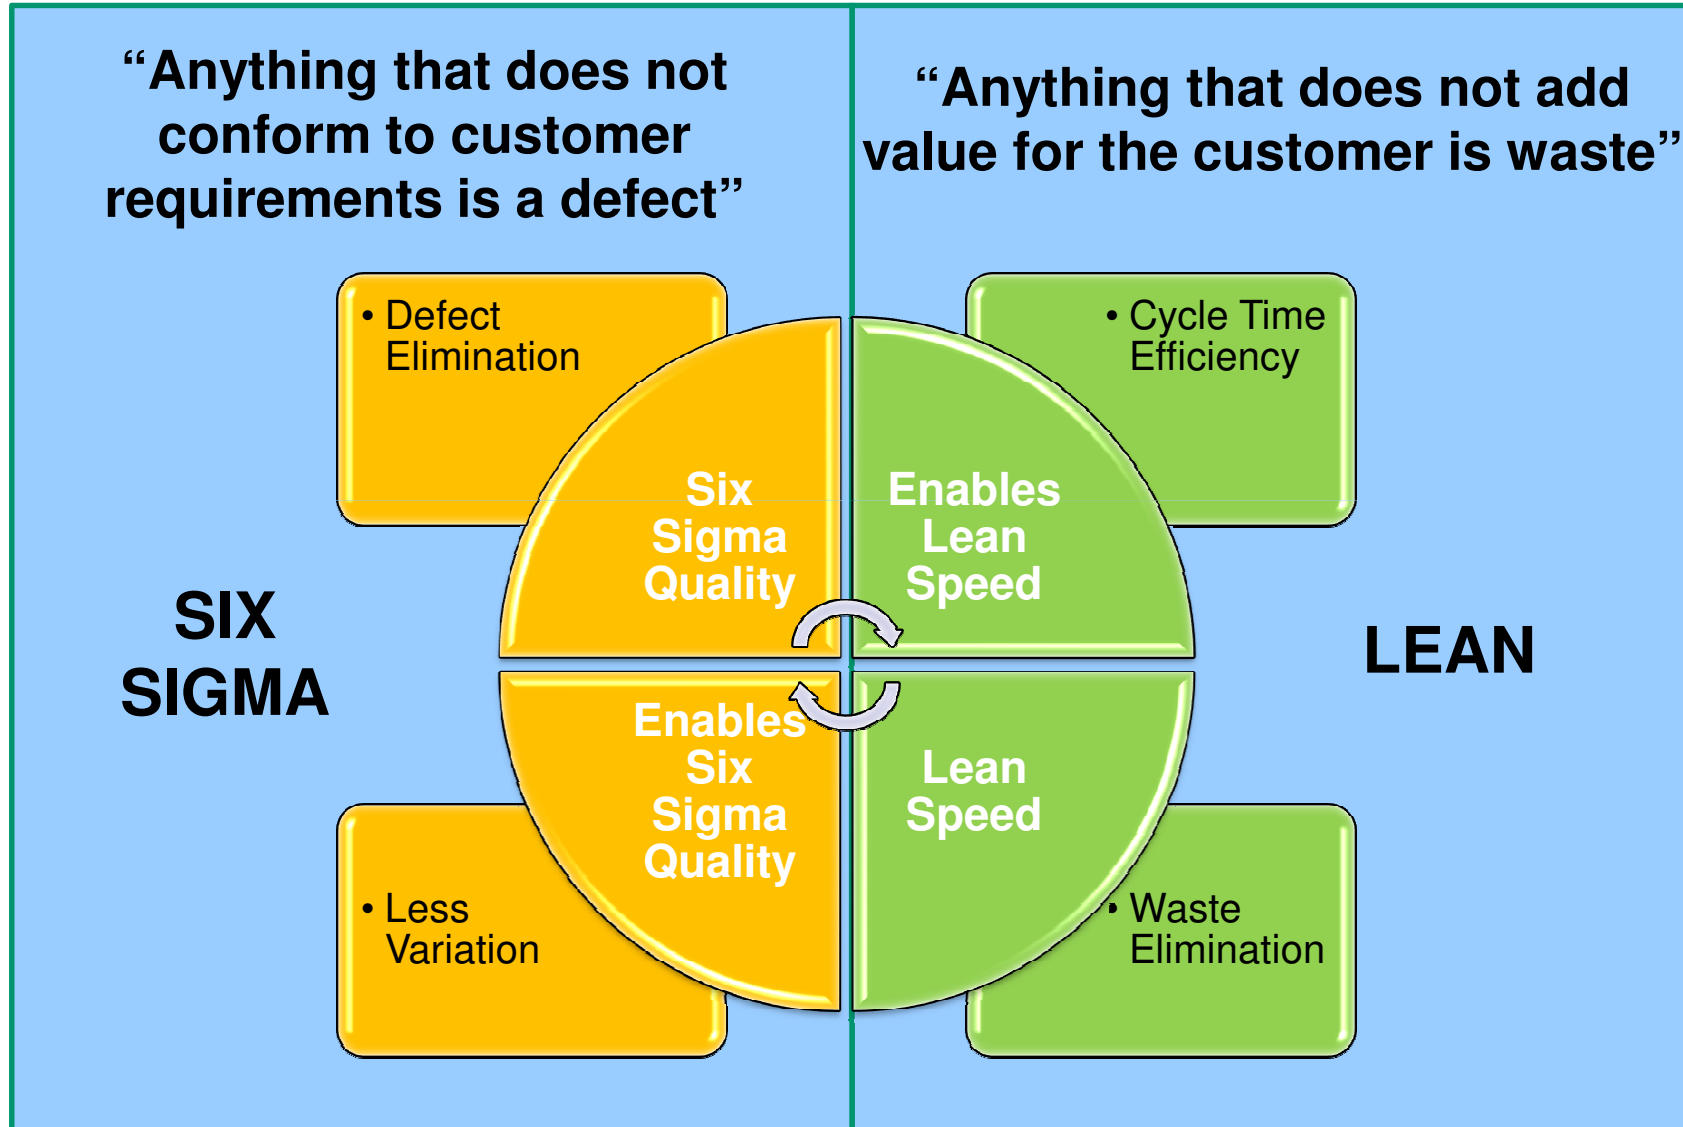 “Anything that does not
conform to customer
requirements is a defect”
“Anything that does not add
value for the customer is waste”
• Defect
Elimination
• Cycle Time
Efficiency
Six
Sigma
Quality
Enables
Lean
Speed
SIX
SIGMA
LEAN
Enables
Six
Sigma
Quality
Lean
Speed
• Less
Variation
• Waste
Elimination